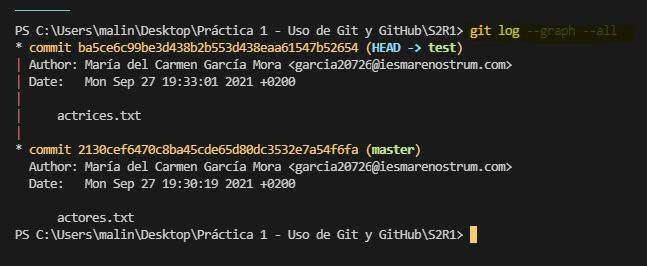 PS C:\Users\malin\Desktop\Práctica 1 - Uso de Git y GitHub\S2R1> git log --graph --all
* commit ba5ce6c99be3d438b2b553d438eaa61547b52654 (HEAD -> test)
| Author: María del Carmen García Mora <garcia20726@iesmarenostrum.com>
| Date:   Mon Sep 27 19:33:01 2021 +0200
|
|     actrices.txt
|
* commit 2130cef6470c8ba45cde65d80dc3532e7a54f6fa (master)
  Author: María del Carmen García Mora <garcia20726@iesmarenostrum.com>
  Date:   Mon Sep 27 19:30:19 2021 +0200

      actores.txt
PS C:\Users\malin\Desktop\Práctica 1 - Uso de Git y GitHub\S2R1>